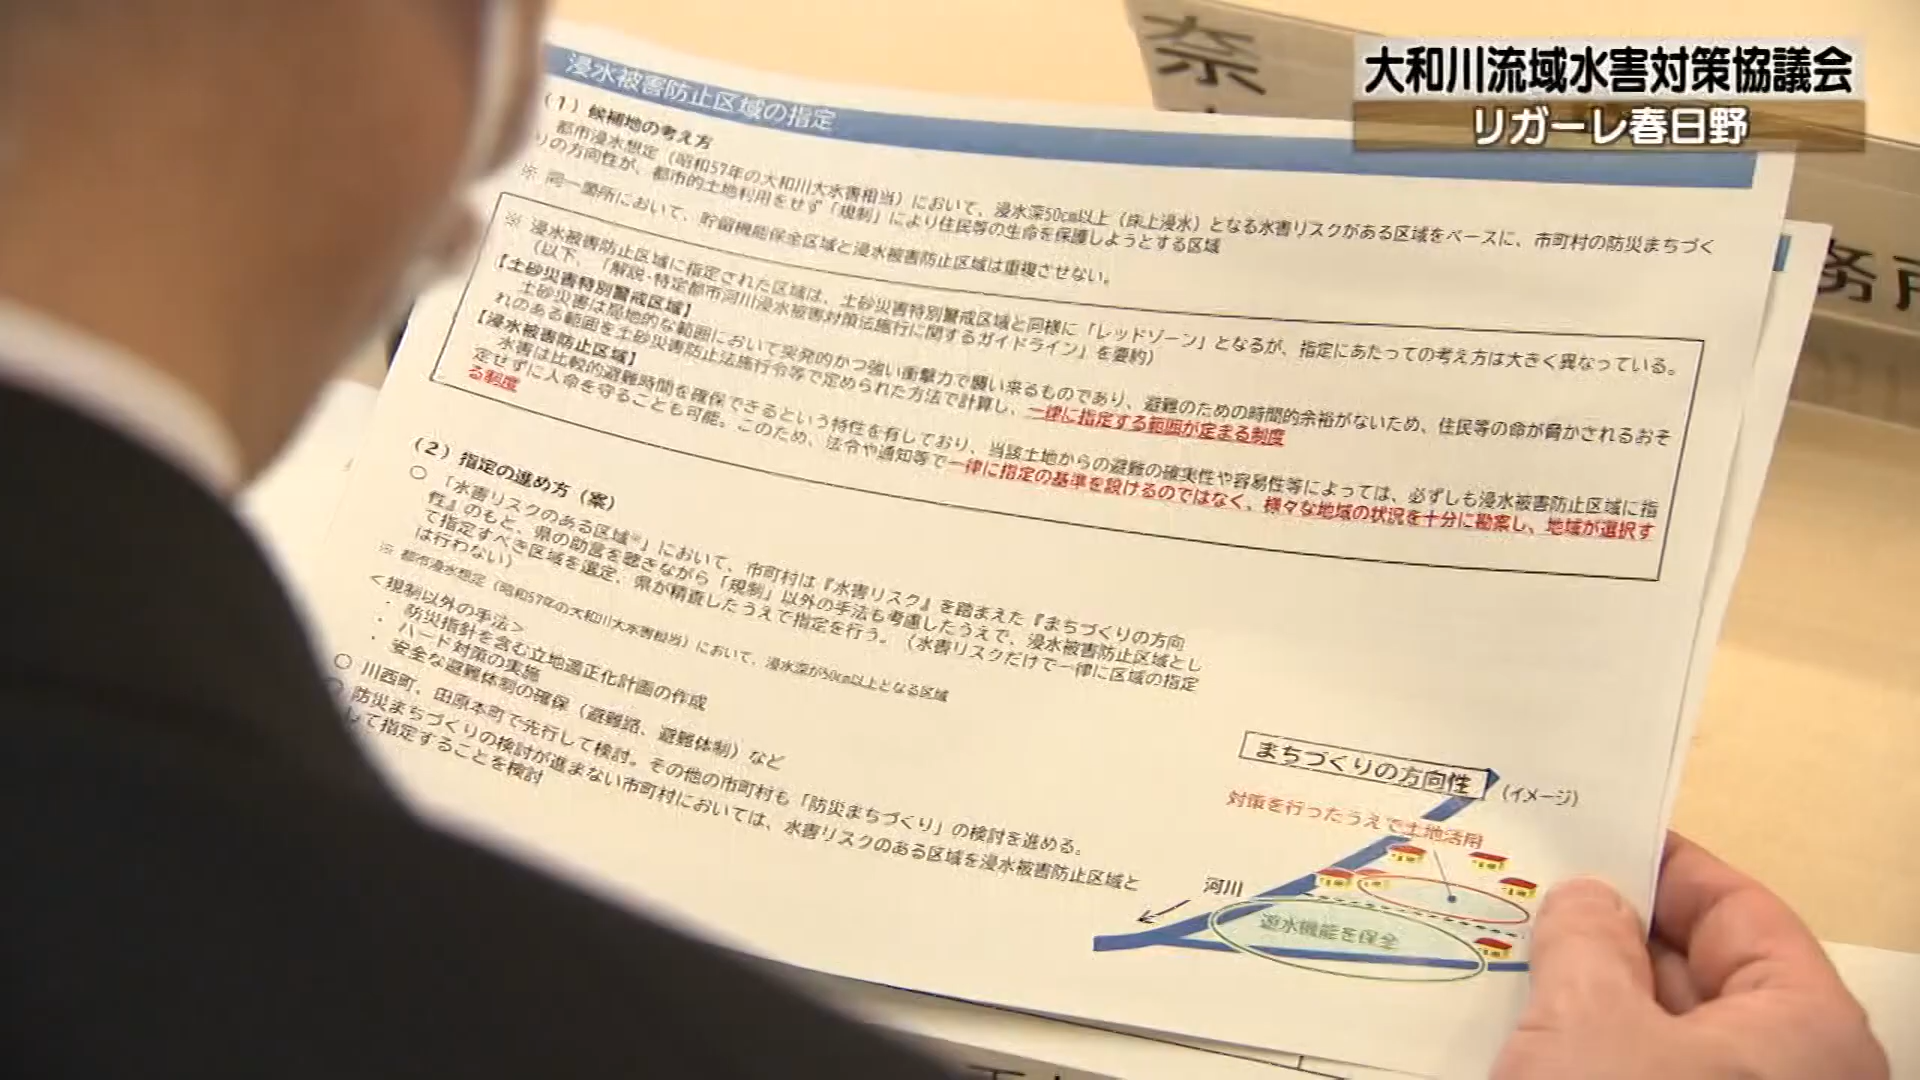 大和川流域水害対策協議会
リガーレ春日野
奈
務所
浸水被害防止区域の指定
(1)候補地の考え方
都市浸水想定(昭和57年の大和川大水害相当)において、浸水深50cm以上(床上浸水)となる水害リスクがある区域をベースに、市町村の防災まちづく
りの方向性が、都市的土地利用をせず「規制」により住民等の生命を保護しようとする区域
※ 同一箇所において、貯留機能保全区域と浸水被害防止区域は重複させない。
※ 浸水被害防止区域に指定された区域は、土砂災害特別警戒区域と同様に「レッドゾーン」となるが、指定にあたっての考え方は大きく異なっている。
(以下、「解説・特定都市河川浸水被害対策法施行に関するガイドライン」を要約)
【土砂災害特別警戒区域】
土砂災害は局地的な範囲において突発的かつ強い衝撃力で襲い来るものであり、避難のための時間的余裕がないため、住民等の命が脅かされるおそ
れのある範囲を土砂災害防止法施行令等で定められた方法で計算し、一律に指定する範囲が定まる制度
【浸水被害防止区域】
水害は比較的避難時間を確保できるという特性を有しており、当該土地からの避難の確実性や容易性等によっては、必ずしも浸水被害防止区域に指
定せずに人命を守ることも可能。このため、法令や通知等で一律に指定の基準を設けるのではなく、様々な地域の状況を十分に勘案し、地域が選択す
る制度
(2)指定の進め方(案)
○ 「水害リスクのある区域※」において、市町村は『水害リスク』を踏まえた『まちづくりの方向
性』のもと、県の助言を聴きながら「規制」以外の手法も考慮したうえで、浸水被害防止区域とし
て指定すべき区域を選定、県が精査したうえで指定を行う。(水害リスクだけで一律に区域の指定
は行わない)
※ 都市浸水想定(昭和57年の大和川大水害相当)において、浸水深が50cm以上となる区域
<規制以外の手法>
・ 防災指針を含む立地適正化計画の作成
・ ハード対策の実施
・ 安全な避難体制の確保(避難路、避難体制)など
○ 川西町、田原本町で先行して検討。その他の市町村も「防災まちづくり」の検討を進める。
防災まちづくりの検討が進まない市町村においては、水害リスクのある区域を浸水被害防止区域と
して指定することを検討
まちづくりの方向性
(イメージ)
対策を行ったうえで土地活用
河川
遊水機能を保全